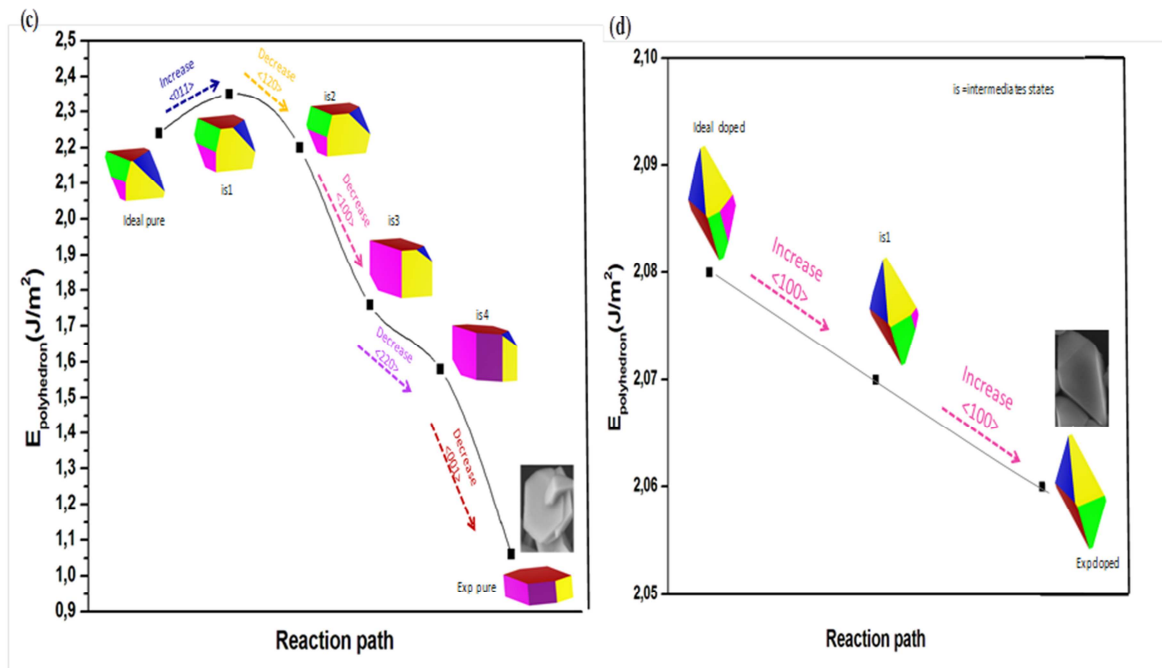 (c)
2,5
2,4
2,3
2,2
2,1
2,0
1,9
1,8
1,7
1,6
1,5
1,4
1,3
1,2
1,1
1,0
0,9
E polyhedron (J/m²)
Reaction path
Increase
<011>
Decrease
<120>
is2
is1
Ideal pure
Decrease
<100>
is3
is4
Decrease
<220>
Decrease
<001>
Exp pure
(d)
2,10
2,09
2,08
2,07
2,06
2,05
E polyhedron (J/m²)
Reaction path
is =intermediates states
Ideal doped
is1
Increase
<100>
Increase
<100>
Exp doped